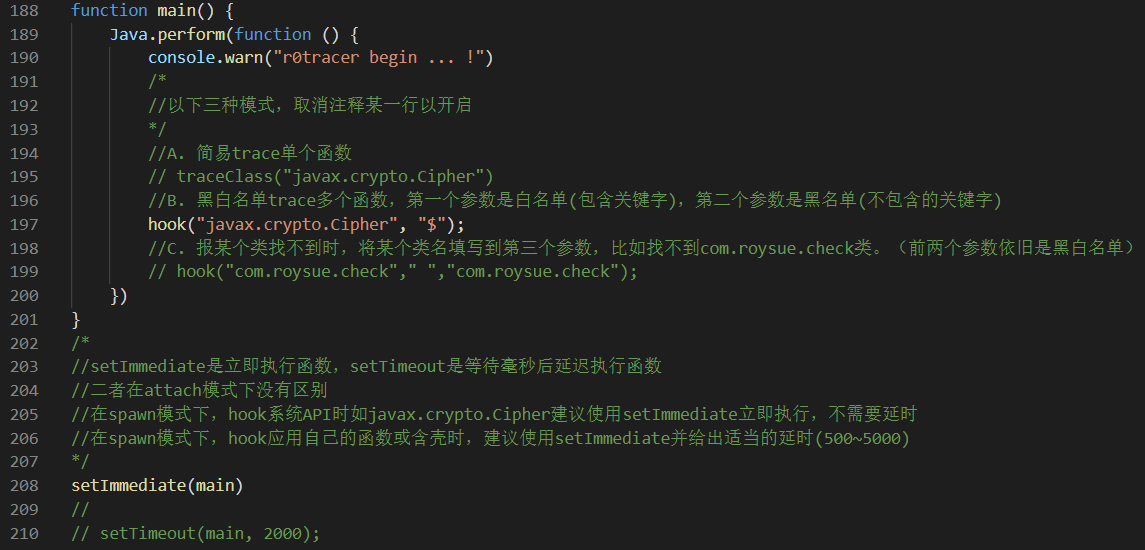 188 function main() {
189 Java.perform(function () {
190 console.warn("r0tracer begin ... !")
191 /*
192 //以下三种模式，取消注释某一行以开启
193 */
194 //A. 简易trace单个函数
195 // traceClass("javax.crypto.Cipher")
196 //B. 黑白名单trace多个函数，第一个参数是白名单(包含关键字)，第二个参数是黑名单(不包含的关键字)
197 hook("javax.crypto.Cipher", "$");
198 //C. 报某个类找不到时，将某个类名填写到第三个参数，比如找不到com.roysue.check类。（前两个参数依旧是黑白名单）
199 // hook("com.roysue.check"," ","com.roysue.check");
200 })
201 }
202 /*
203 //setImmediate是立即执行函数，setTimeout是等待毫秒后延迟执行函数
204 //二者在attach模式下没有区别
205 //在spawn模式下，hook系统API时如javax.crypto.Cipher建议使用setImmediate立即执行，不需要延时
206 //在spawn模式下，hook应用自己的函数或含壳时，建议使用setImmediate并给出适当的延时(500~5000)
207 */
208 setImmediate(main)
209 //
210 // setTimeout(main, 2000);